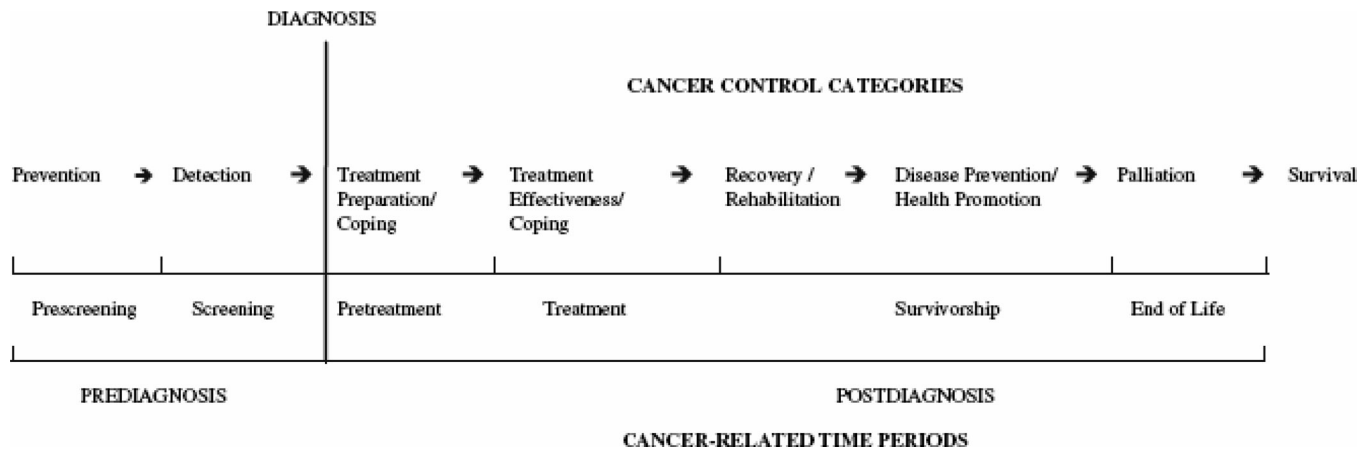 DIAGNOSIS
CANCER CONTROL CATEGORIES
Prevention → Detection → Treatment → Treatment → Recovery / → Disease Prevention/ → Palliation → Survival
Preparation/ Effectiveness/ Rehabilitation Health Promotion
Coping Coping
Prescreening Screening Pretreatment Treatment Survivorship End of Life
PREDIAGNOSIS POSTDIAGNOSIS
CANCER-RELATED TIME PERIODS